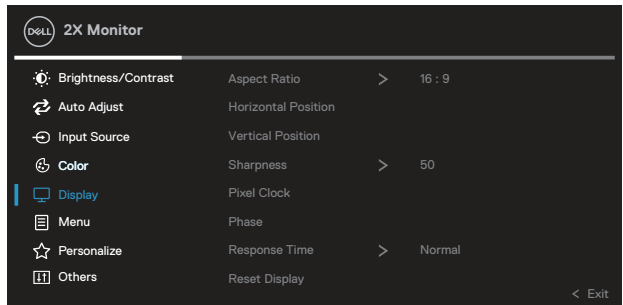 DELL 2X Monitor
Brightness/Contrast Aspect Ratio > 16 : 9
Auto Adjust Horizontal Position
Input Source Vertical Position
Color Sharpness > 50
Display Pixel Clock
Menu Phase
Personalize Response Time > Normal
Others Reset Display
< Exit